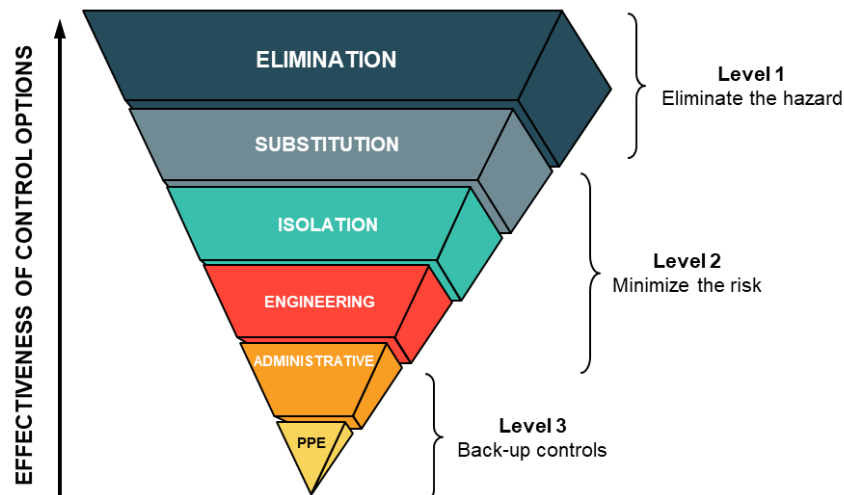 EFFECTIVENESS OF CONTROL OPTIONS
ELIMINATION
Level 1
Eliminate the hazard
SUBSTITUTION
ISOLATION
Level 2
Minimize the risk
ENGINEERING
ADMINISTRATIVE
Level 3
Back-up controls
PPE